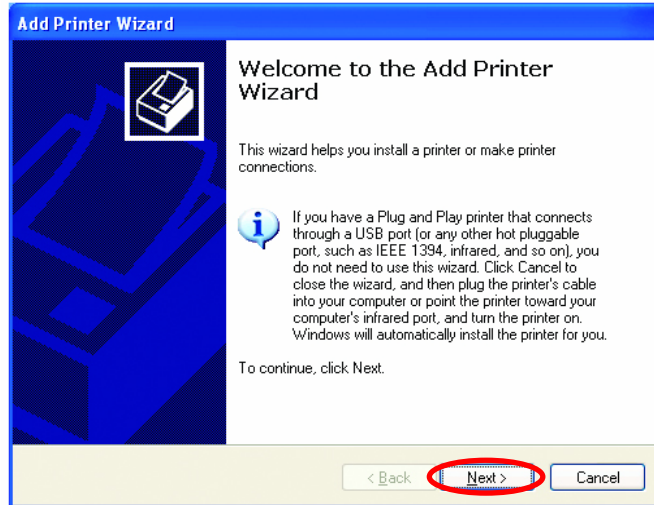 Add Printer Wizard
Welcome to the Add Printer
Wizard
This wizard helps you install a printer or make printer
connections.
If you have a Plug and Play printer that connects
through a USB port (or any other hot pluggable
port, such as IEEE 1394, infrared, and so on), you
do not need to use this wizard. Click Cancel to
close the wizard, and then plug the printer's cable
into your computer or point the printer toward your
computer's infrared port, and turn the printer on.
Windows will automatically install the printer for you.
To continue, click Next.
< Back Next > Cancel